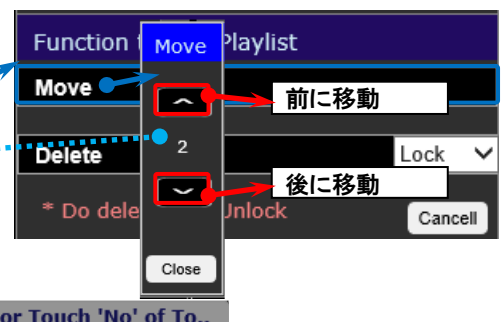 Function Playlist
Move
Move
前に移動
2
後に移動
Delete
Lock
* Do dele Unlock
Cancell
Close
or Touch 'No' of To..